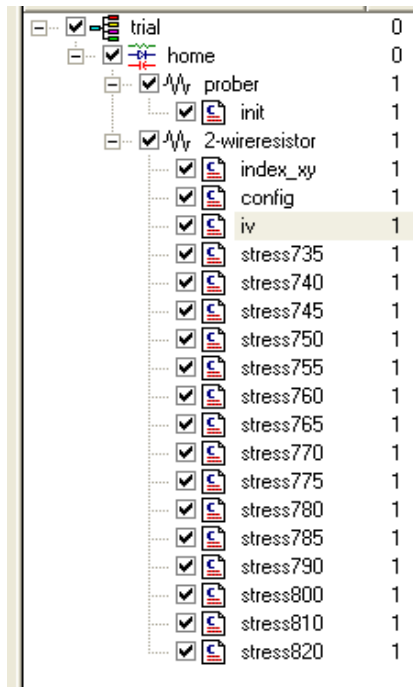 trial 0
home 0
prober 1
init 1
2-wireresistor 1
index_xy 1
config 1
iv 1
stress735 1
stress740 1
stress745 1
stress750 1
stress755 1
stress760 1
stress765 1
stress770 1
stress775 1
stress780 1
stress785 1
stress790 1
stress800 1
stress810 1
stress820 1